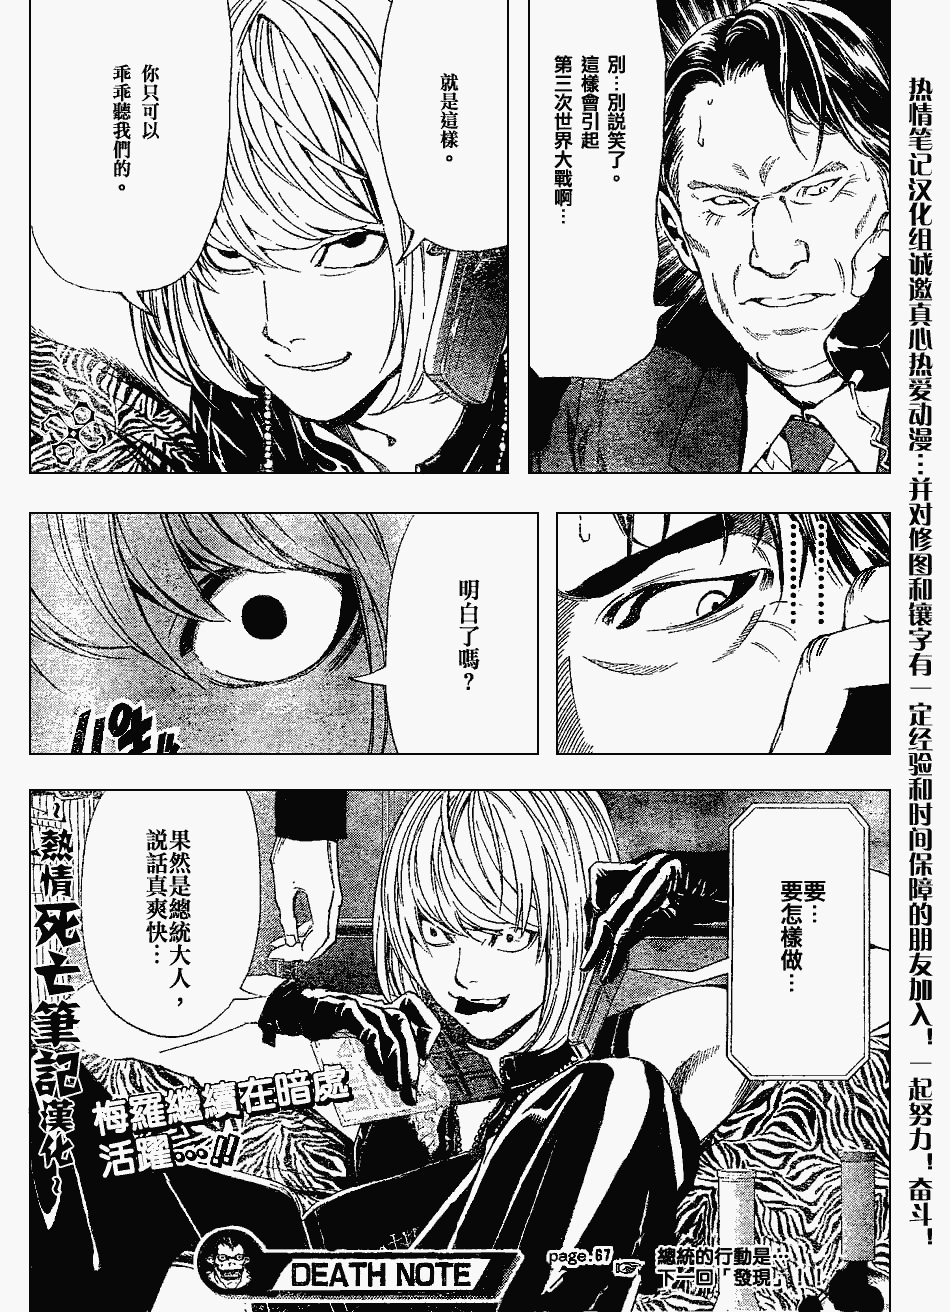 別…別説笑了。
這樣會引起
第三次世界大戰啊…
就是這樣。
你只可以
乖乖聽我們的。
明白了嗎?
要…
要怎樣做…
果然是總統大人，
説話真爽快…
梅羅繼續在暗處
活躍…!!
熱情死亡筆記漢化
DEATH NOTE
page.67
總統的行動是…
下一回「發現」!!
热情笔记汉化组诚邀真心热爱动漫…并对修图和镶字有一定经验和时间保障的朋友加入！一起努力！奋斗！